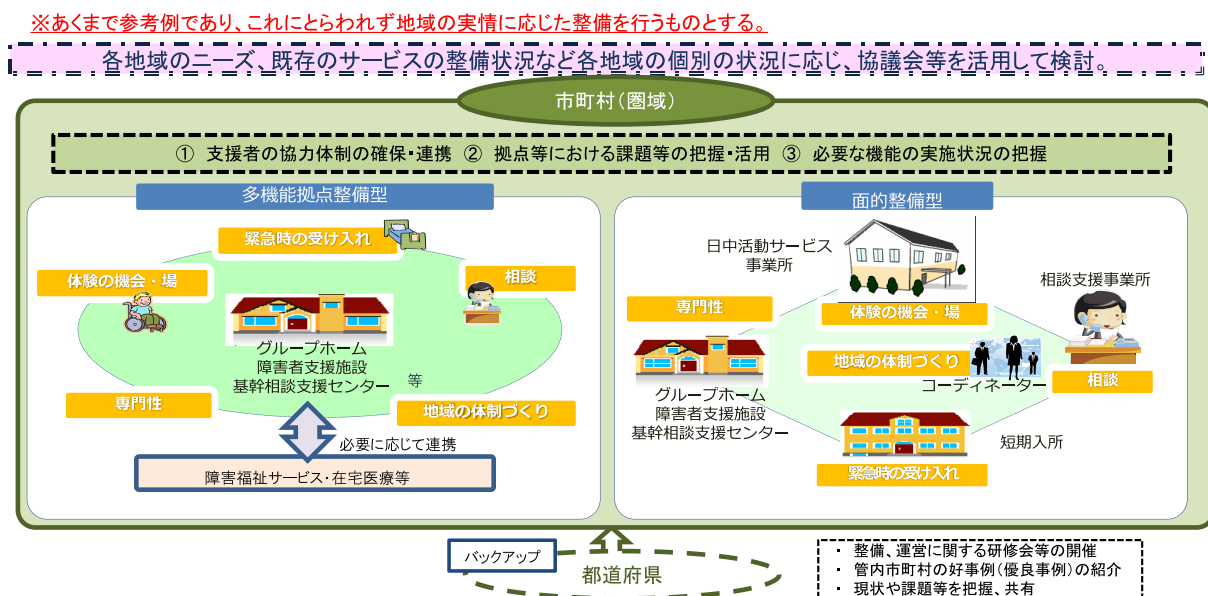 ※あくまで参考例であり、これにとらわれず地域の実情に応じた整備を行うものとする。
各地域のニーズ、既存のサービスの整備状況など各地域の個別の状況に応じ、協議会等を活用して検討。
市町村(圏域)
① 支援者の協力体制の確保・連携 ② 拠点等における課題等の把握・活用 ③ 必要な機能の実施状況の把握
多機能拠点整備型
緊急時の受け入れ
体験の機会・場
相談
グループホーム
障害者支援施設
基幹相談支援センター
等
専門性
地域の体制づくり
必要に応じて連携
障害福祉サービス・在宅医療等
面的整備型
日中活動サービス
事業所
相談支援事業所
専門性
体験の機会・場
地域の体制づくり
コーディネーター
相談
グループホーム
障害者支援施設
基幹相談支援センター
短期入所
緊急時の受け入れ
バックアップ
都道府県
・ 整備、運営に関する研修会等の開催
・ 管内市町村の好事例(優良事例)の紹介
・ 現状や課題等を把握、共有